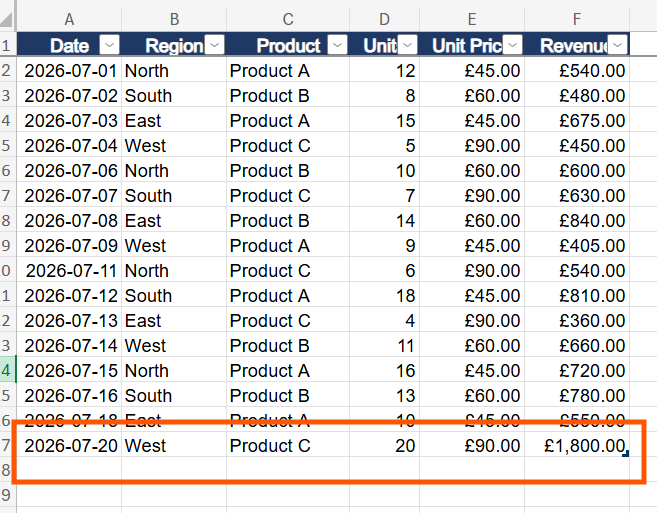 A B C D E F
1 Date Region Product Unit Unit Pric Revenue
2 2026-07-01 North Product A 12 £45.00 £540.00
3 2026-07-02 South Product B 8 £60.00 £480.00
4 2026-07-03 East Product A 15 £45.00 £675.00
5 2026-07-04 West Product C 5 £90.00 £450.00
6 2026-07-06 North Product B 10 £60.00 £600.00
7 2026-07-07 South Product C 7 £90.00 £630.00
8 2026-07-08 East Product B 14 £60.00 £840.00
9 2026-07-09 West Product A 9 £45.00 £405.00
0 2026-07-11 North Product C 6 £90.00 £540.00
1 2026-07-12 South Product A 18 £45.00 £810.00
2 2026-07-13 East Product C 4 £90.00 £360.00
3 2026-07-14 West Product B 11 £60.00 £660.00
4 2026-07-15 North Product A 16 £45.00 £720.00
5 2026-07-16 South Product B 13 £60.00 £780.00
6 2026-07-18 East Product A £45.00
7 2026-07-20 West Product C 20 £90.00 £1,800.00
8
9